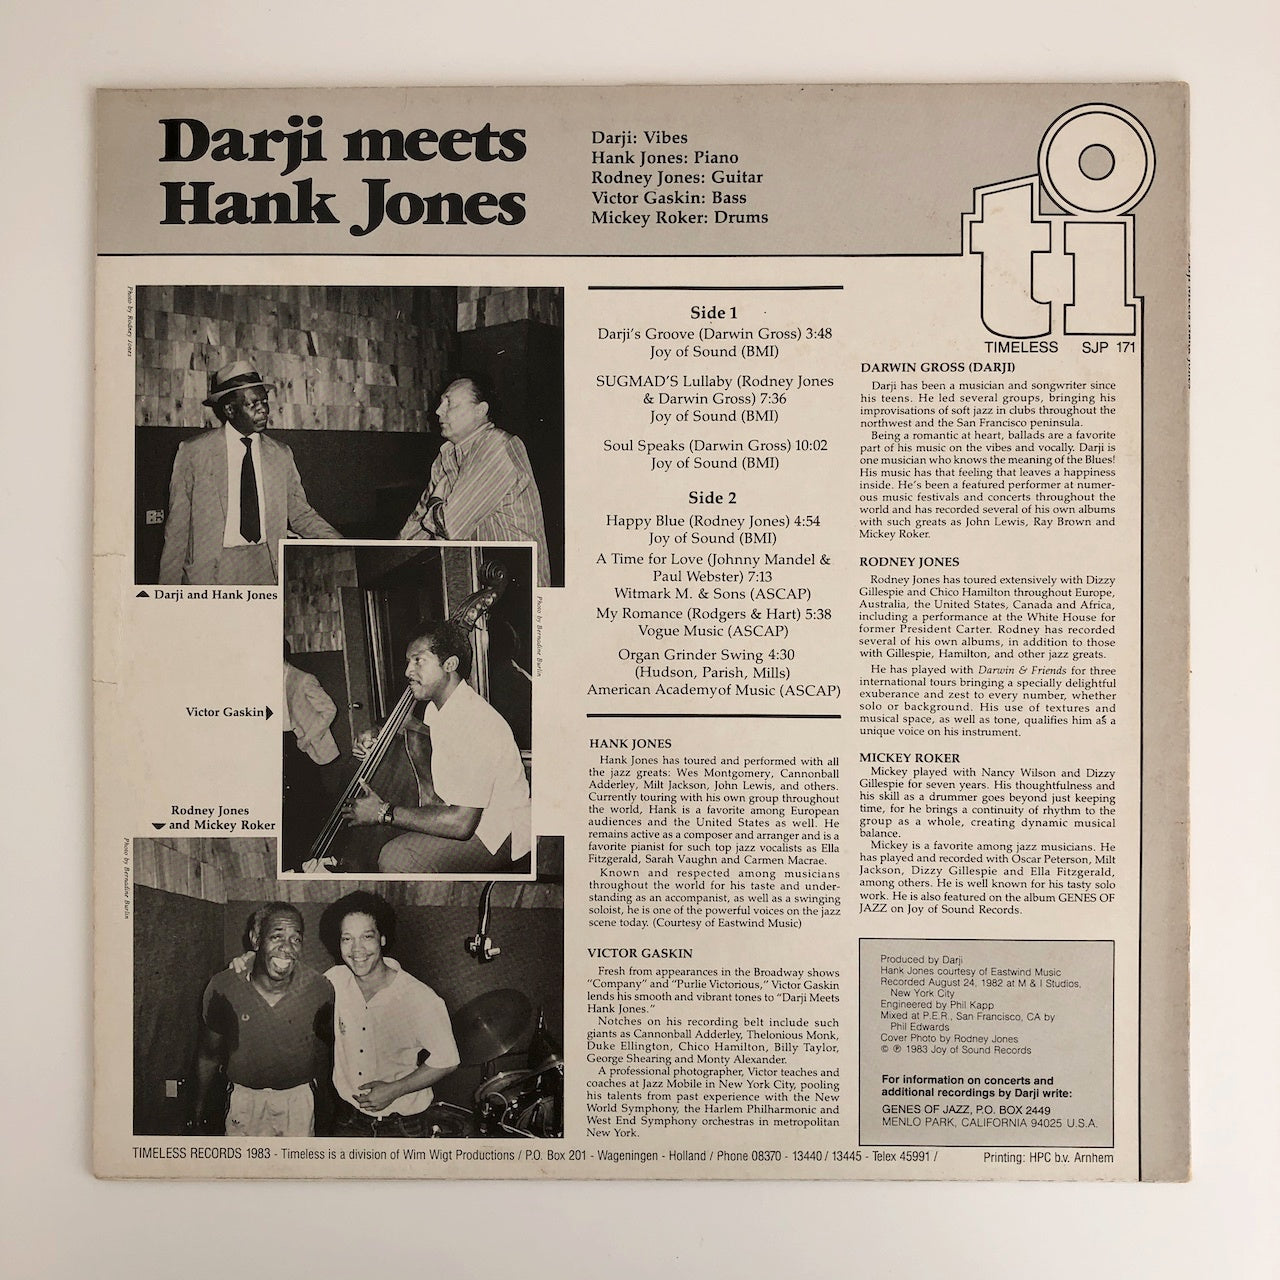 Darji meets
Hank Jones
Darji: Vibes
Hank Jones: Piano
Rodney Jones: Guitar
Victor Gaskin: Bass
Mickey Roker: Drums
ti
TIMELESS SJP 171
Photo by Rodney Jones
Darji and Hank Jones
Photo by Bernadine Burlin
Victor Gaskin
Rodney Jones
and Mickey Roker
Photo by Bernadine Burlin
Side 1
Darji's Groove (Darwin Gross) 3:48
Joy of Sound (BMI)
SUGMAD'S Lullaby (Rodney Jones
& Darwin Gross) 7:36
Joy of Sound (BMI)
Soul Speaks (Darwin Gross) 10:02
Joy of Sound (BMI)
Side 2
Happy Blue (Rodney Jones) 4:54
Joy of Sound (BMI)
A Time for Love (Johnny Mandel &
Paul Webster) 7:13
Witmark M. & Sons (ASCAP)
My Romance (Rodgers & Hart) 5:38
Vogue Music (ASCAP)
Organ Grinder Swing 4:30
(Hudson, Parish, Mills)
American Academy of Music (ASCAP)
HANK JONES
Hank Jones has toured and performed with all
the jazz greats: Wes Montgomery, Cannonball
Adderley, Milt Jackson, John Lewis, and others.
Currently touring with his own group throughout
the world, Hank is a favorite among European
audiences and the United States as well. He
remains active as a composer and arranger and is a
favorite pianist for such top jazz vocalists as Ella
Fitzgerald, Sarah Vaughn and Carmen Macrae.
Known and respected among musicians
throughout the world for his taste and under-
standing as an accompanist, as well as a swinging
soloist, he is one of the powerful voices on the jazz
scene today. (Courtesy of Eastwind Music)
VICTOR GASKIN
Fresh from appearances in the Broadway shows
"Company" and "Purlie Victorious," Victor Gaskin
lends his smooth and vibrant tones to "Darji Meets
Hank Jones."
Notches on his recording belt include such
giants as Cannonball Adderley, Thelonious Monk,
Duke Ellington, Chico Hamilton, Billy Taylor,
George Shearing and Monty Alexander.
A professional photographer, Victor teaches and
coaches at Jazz Mobile in New York City, pooling
his talents from past experience with the New
World Symphony, the Harlem Philharmonic and
West End Symphony orchestras in metropolitan
New York.
DARWIN GROSS (DARJI)
Darji has been a musician and songwriter since
his teens. He led several groups, bringing his
improvisations of soft jazz in clubs throughout the
northwest and the San Francisco peninsula.
Being a romantic at heart, ballads are a favorite
part of his music on the vibes and vocally. Darji is
one musician who knows the meaning of the Blues!
His music has that feeling that leaves a happiness
inside. He's been a featured performer at numer-
ous music festivals and concerts throughout the
world and has recorded several of his own albums
with such greats as John Lewis, Ray Brown and
Mickey Roker.
RODNEY JONES
Rodney Jones has toured extensively with Dizzy
Gillespie and Chico Hamilton throughout Europe,
Australia, the United States, Canada and Africa,
including a performance at the White House for
former President Carter. Rodney has recorded
several of his own albums, in addition to those
with Gillespie, Hamilton, and other jazz greats.
He has played with Darwin & Friends for three
international tours bringing a specially delightful
exuberance and zest to every number, whether
solo or background. His use of textures and
musical space, as well as tone, qualifies him as a
unique voice on his instrument.
MICKEY ROKER
Mickey played with Nancy Wilson and Dizzy
Gillespie for seven years. His thoughtfulness and
his skill as a drummer goes beyond just keeping
time, for he brings a continuity of rhythm to the
group as a whole, creating dynamic musical
balance.
Mickey is a favorite among jazz musicians. He
has played and recorded with Oscar Peterson, Milt
Jackson, Dizzy Gillespie and Ella Fitzgerald,
among others. He is well known for his tasty solo
work. He is also featured on the album GENES OF
JAZZ on Joy of Sound Records.
Produced by Darji
Hank Jones courtesy of Eastwind Music
Recorded August 24, 1982 at M & I Studios,
New York City
Engineered by Phil Kapp
Mixed at P.E.R., San Francisco, CA by
Phil Edwards
Cover Photo by Rodney Jones
© ℗ 1983 Joy of Sound Records
For information on concerts and
additional recordings by Darji write:
GENES OF JAZZ, P.O. BOX 2449
MENLO PARK, CALIFORNIA 94025 U.S.A.
TIMELESS RECORDS 1983 - Timeless is a division of Wim Wigt Productions / P.O. Box 201 - Wageningen - Holland / Phone 08370 - 13440 / 13445 - Telex 45991 / Printing: HPC b.v. Arnhem